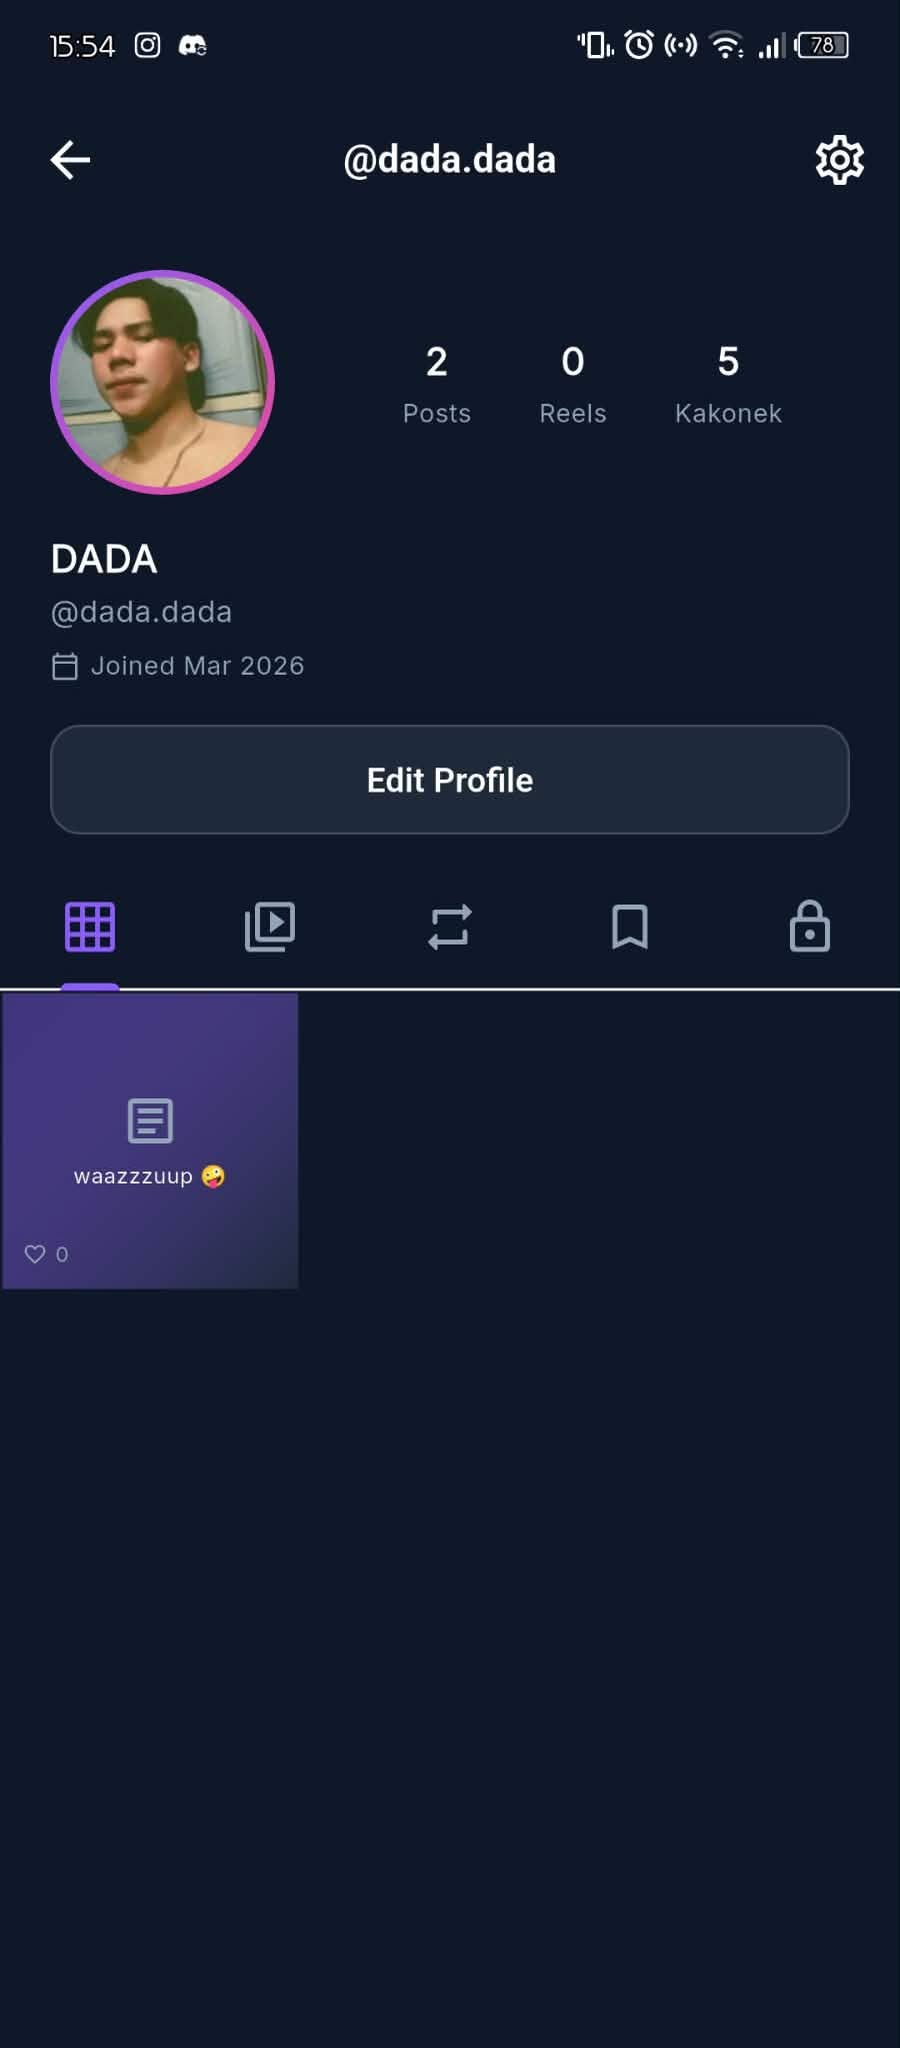 15:54 78
@dada.dada
2 0 5
Posts Reels Kakonek
DADA
@dada.dada
Joined Mar 2026
Edit Profile
waazzzuup 🤪
0